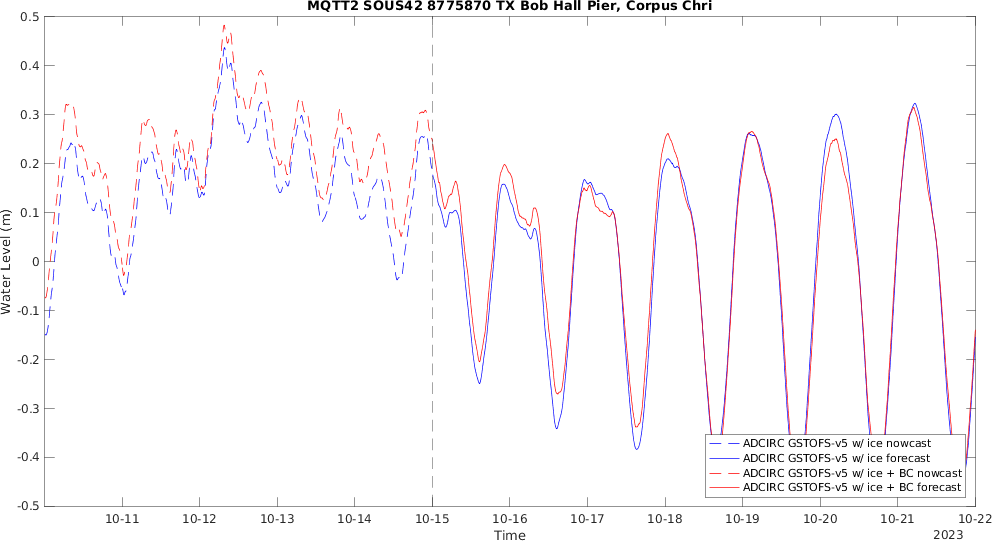 MQTT2 SOUS42 8775870 TX Bob Hall Pier, Corpus Chri
0.5
0.4
0.3
0.2
0.1
0
-0.1
-0.2
-0.3
-0.4
-0.5
Water Level (m)
10-11 10-12 10-13 10-14 10-15 10-16 10-17 10-18 10-19 10-20 10-21 10-22
Time
2023
ADCIRC GSTOFS-v5 w/ ice nowcast
ADCIRC GSTOFS-v5 w/ ice forecast
ADCIRC GSTOFS-v5 w/ ice + BC nowcast
ADCIRC GSTOFS-v5 w/ ice + BC forecast